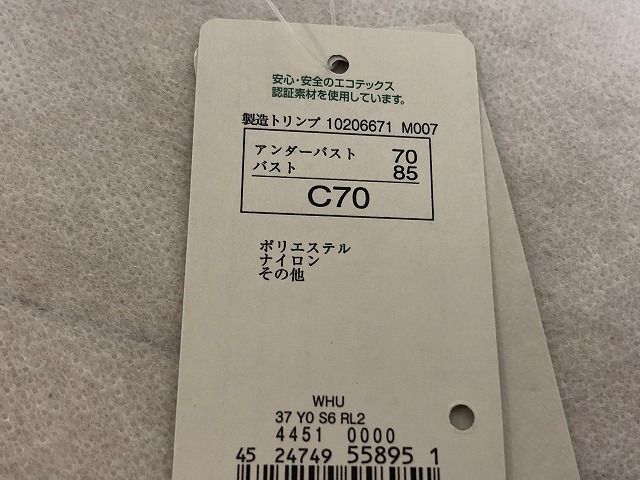 安心・安全のエコテックス
認証素材を使用しています。
製造トリンプ 10206671 M007
アンダーバスト 70
バスト 85
C70
ポリエステル
ナイロン
その他
WHU
37 Y0 S6 RL2
4451 0000
45 24749 55895 1